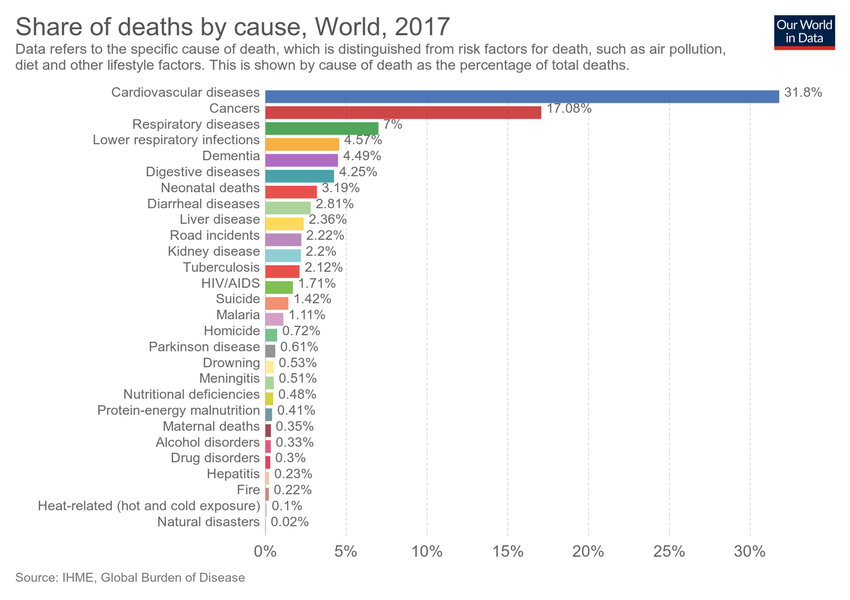 Share of deaths by cause, World, 2017
Our World
in Data
Data refers to the specific cause of death, which is distinguished from risk factors for death, such as air pollution,
diet and other lifestyle factors. This is shown by cause of death as the percentage of total deaths.
Cardiovascular diseases 31.8%
Cancers 17.08%
Respiratory diseases 7%
Lower respiratory infections 4.57%
Dementia 4.49%
Digestive diseases 4.25%
Neonatal deaths 3.19%
Diarrheal diseases 2.81%
Liver disease 2.36%
Road incidents 2.22%
Kidney disease 2.2%
Tuberculosis 2.12%
HIV/AIDS 1.71%
Suicide 1.42%
Malaria 1.11%
Homicide 0.72%
Parkinson disease 0.61%
Drowning 0.53%
Meningitis 0.51%
Nutritional deficiencies 0.48%
Protein-energy malnutrition 0.41%
Maternal deaths 0.35%
Alcohol disorders 0.33%
Drug disorders 0.3%
Hepatitis 0.23%
Fire 0.22%
Heat-related (hot and cold exposure) 0.1%
Natural disasters 0.02%
0% 5% 10% 15% 20% 25% 30%
Source: IHME, Global Burden of Disease